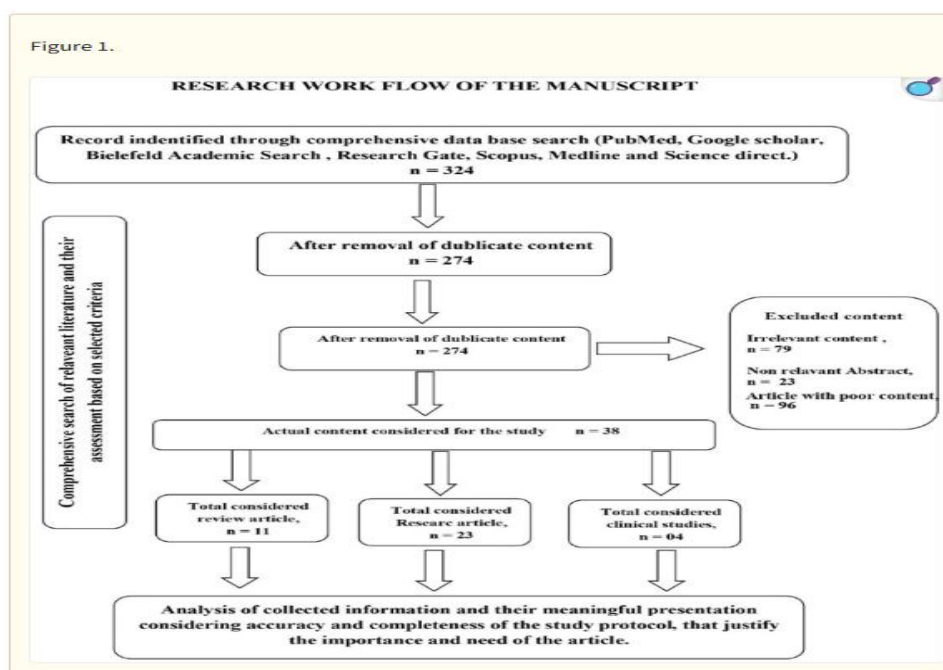 Figure 1.
RESEARCH WORK FLOW OF THE MANUSCRIPT
Record indentified through comprehensive data base search (PubMed, Google scholar,
Bielefeld Academic Search , Research Gate, Scopus, Medline and Science direct.)
n = 324
After removal of dublicate content
n = 274
After removal of dublicate content
n = 274
Excluded content
Irrelevant content ,
n = 79
Non relavant Abstract,
n = 23
Article with poor content,
n = 96
Comprehensive search of relaveant literature and their
assessment based on selected criteria
Actual content considered for the study n = 38
Total considered
review article,
n = 11
Total considered
Researc article,
n = 23
Total considered
clinical studies,
n = 04
Analysis of collected information and their meaningful presentation
considering accuracy and completeness of the study protocol, that justify
the importance and need of the article.